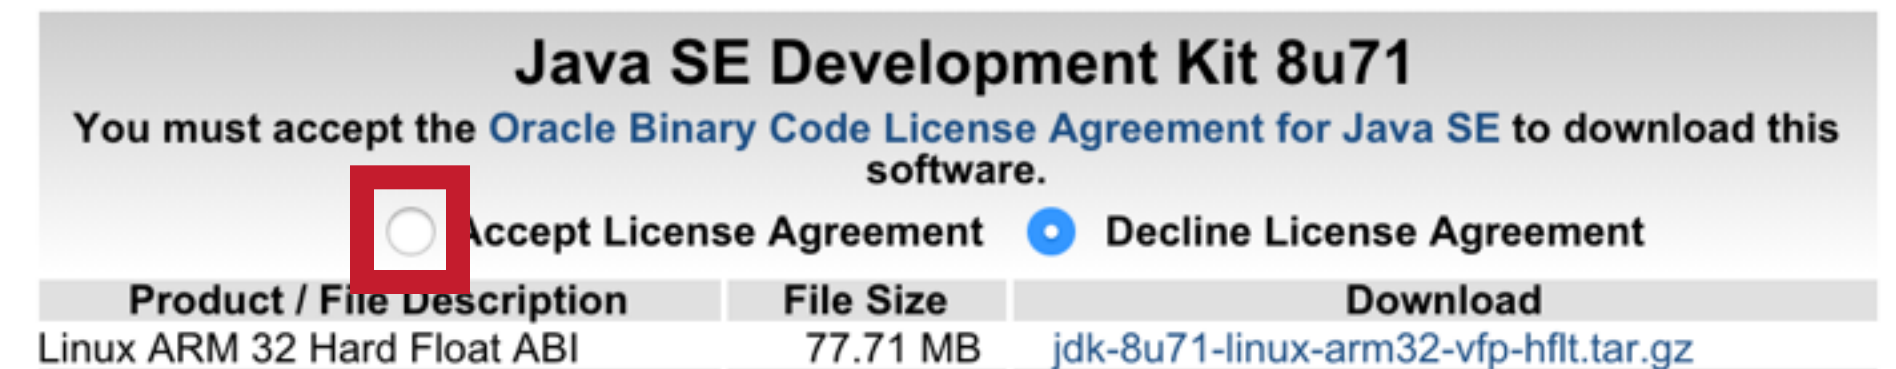 Java SE Development Kit 8u71
You must accept the Oracle Binary Code License Agreement for Java SE to download this
software.
Accept License Agreement Decline License Agreement
Product / File Description File Size Download
Linux ARM 32 Hard Float ABI 77.71 MB jdk-8u71-linux-arm32-vfp-hflt.tar.gz